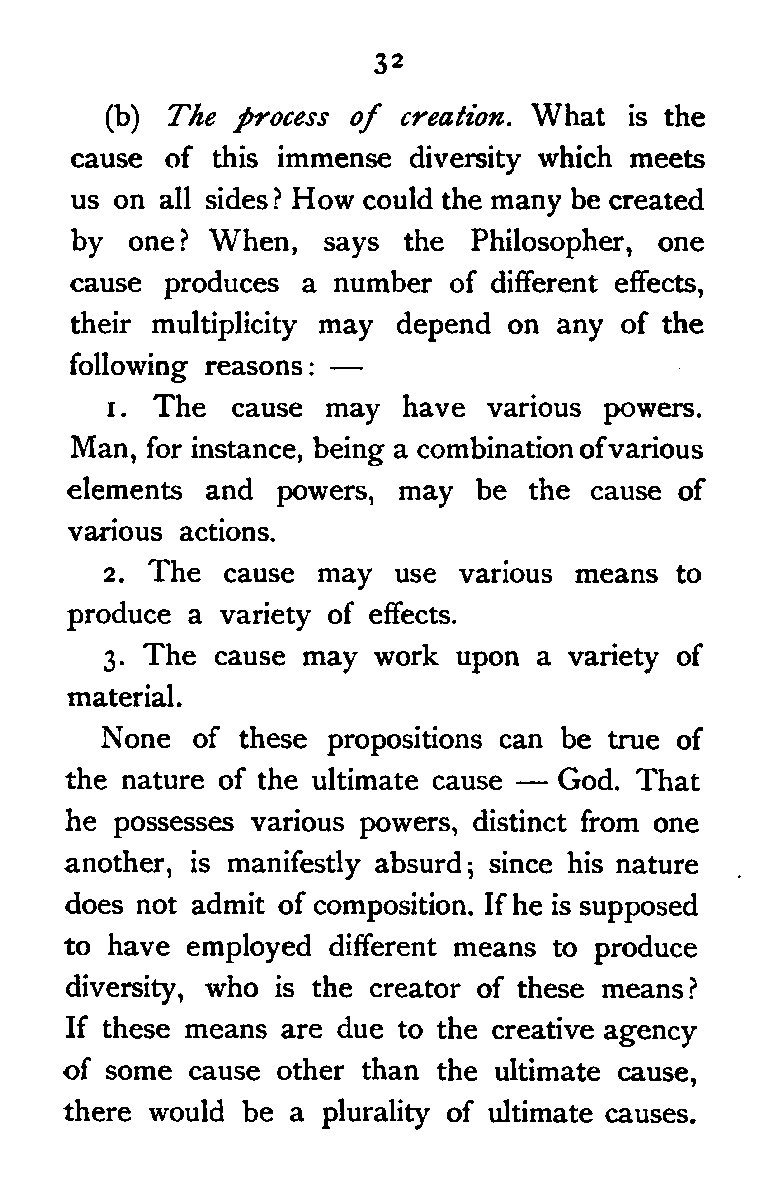 32
(b) The process of creation. What is the
cause of this immense diversity which meets
us on all sides? How could the many be created
by one? When, says the Philosopher, one
cause produces a number of different effects,
their multiplicity may depend on any of the
following reasons: —
1. The cause may have various powers.
Man, for instance, being a combination of various
elements and powers, may be the cause of
various actions.
2. The cause may use various means to
produce a variety of effects.
3. The cause may work upon a variety of
material.
None of these propositions can be true of
the nature of the ultimate cause — God. That
he possesses various powers, distinct from one
another, is manifestly absurd; since his nature
does not admit of composition. If he is supposed
to have employed different means to produce
diversity, who is the creator of these means?
If these means are due to the creative agency
of some cause other than the ultimate cause,
there would be a plurality of ultimate causes.